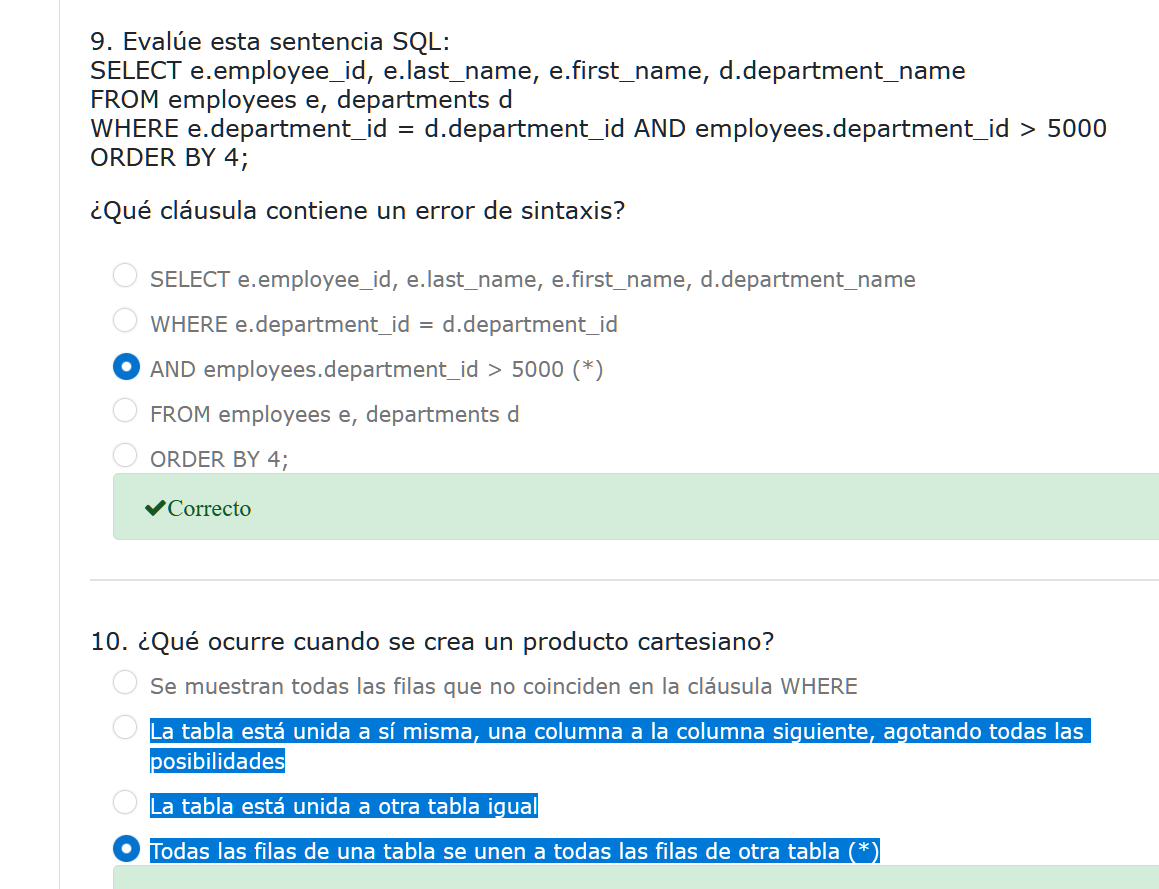 9. Evalúe esta sentencia SQL:
SELECT e.employee_id, e.last_name, e.first_name, d.department_name
FROM employees e, departments d
WHERE e.department_id = d.department_id AND employees.department_id > 5000
ORDER BY 4;
¿Qué cláusula contiene un error de sintaxis?
SELECT e.employee_id, e.last_name, e.first_name, d.department_name
WHERE e.department_id = d.department_id
AND employees.department_id > 5000 (*)
FROM employees e, departments d
ORDER BY 4;
✔Correcto
10. ¿Qué ocurre cuando se crea un producto cartesiano?
Se muestran todas las filas que no coinciden en la cláusula WHERE
La tabla está unida a sí misma, una columna a la columna siguiente, agotando todas las
posibilidades
La tabla está unida a otra tabla igual
Todas las filas de una tabla se unen a todas las filas de otra tabla (*)